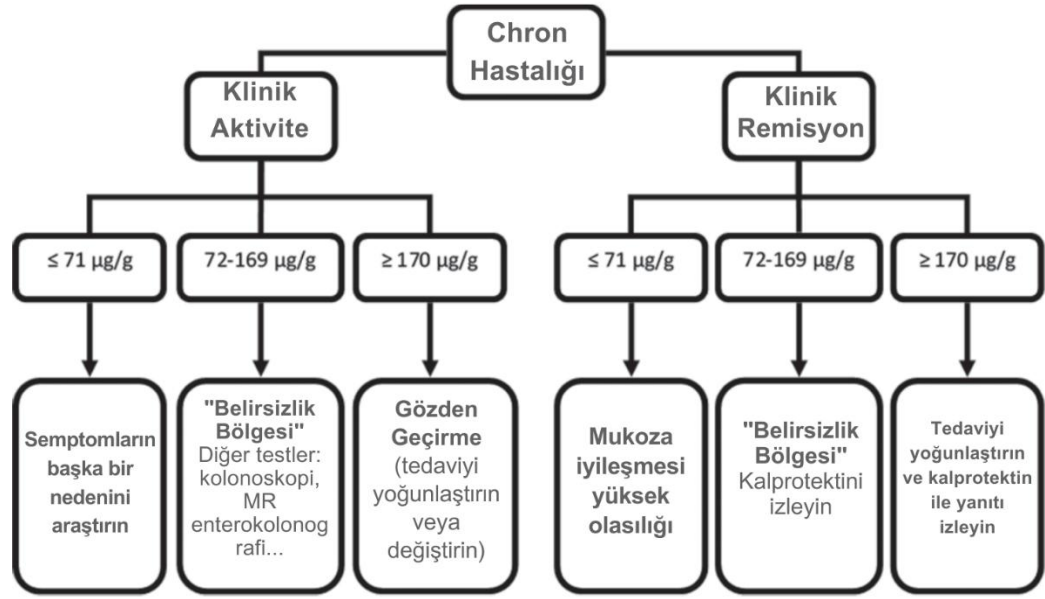 Chron
Hastalığı
Klinik
Aktivite
Klinik
Remisyon
≤ 71 µg/g
72-169 µg/g
≥ 170 µg/g
≤ 71 µg/g
72-169 µg/g
≥ 170 µg/g
Semptomların
başka bir
nedenini
araştırın
"Belirsizlik
Bölgesi"
Diğer testler:
kolonoskopi,
MR
enterokolonog
rafi...
Gözden
Geçirme
(tedaviyi
yoğunlaştırın
veya
değiştirin)
Mukoza
iyileşmesi
yüksek
olasılığı
"Belirsizlik
Bölgesi"
Kalprotektini
izleyin
Tedaviyi
yoğunlaştırın
ve kalprotektin
ile yanıtı
izleyin